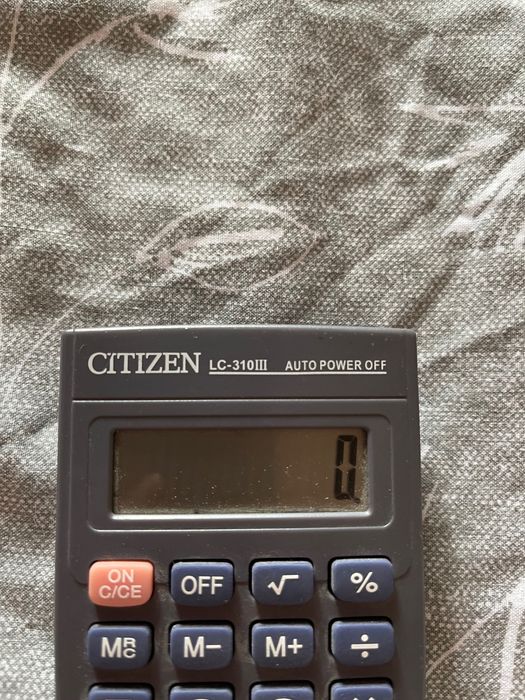 CITIZEN LC-310III AUTO POWER OFF
0.
ON C/CE OFF √ %
MRC M− M+ ÷